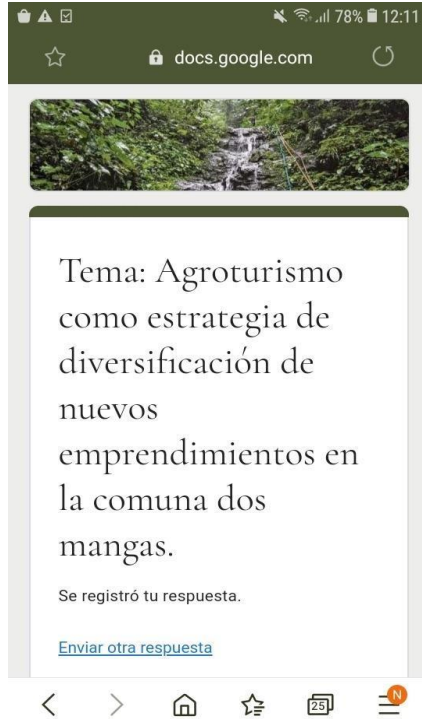 78% 12:11
docs.google.com
Tema: Agroturismo
como estrategia de
diversificación de
nuevos
emprendimientos en
la comuna dos
mangas.
Se registró tu respuesta.
Enviar otra respuesta
25
N